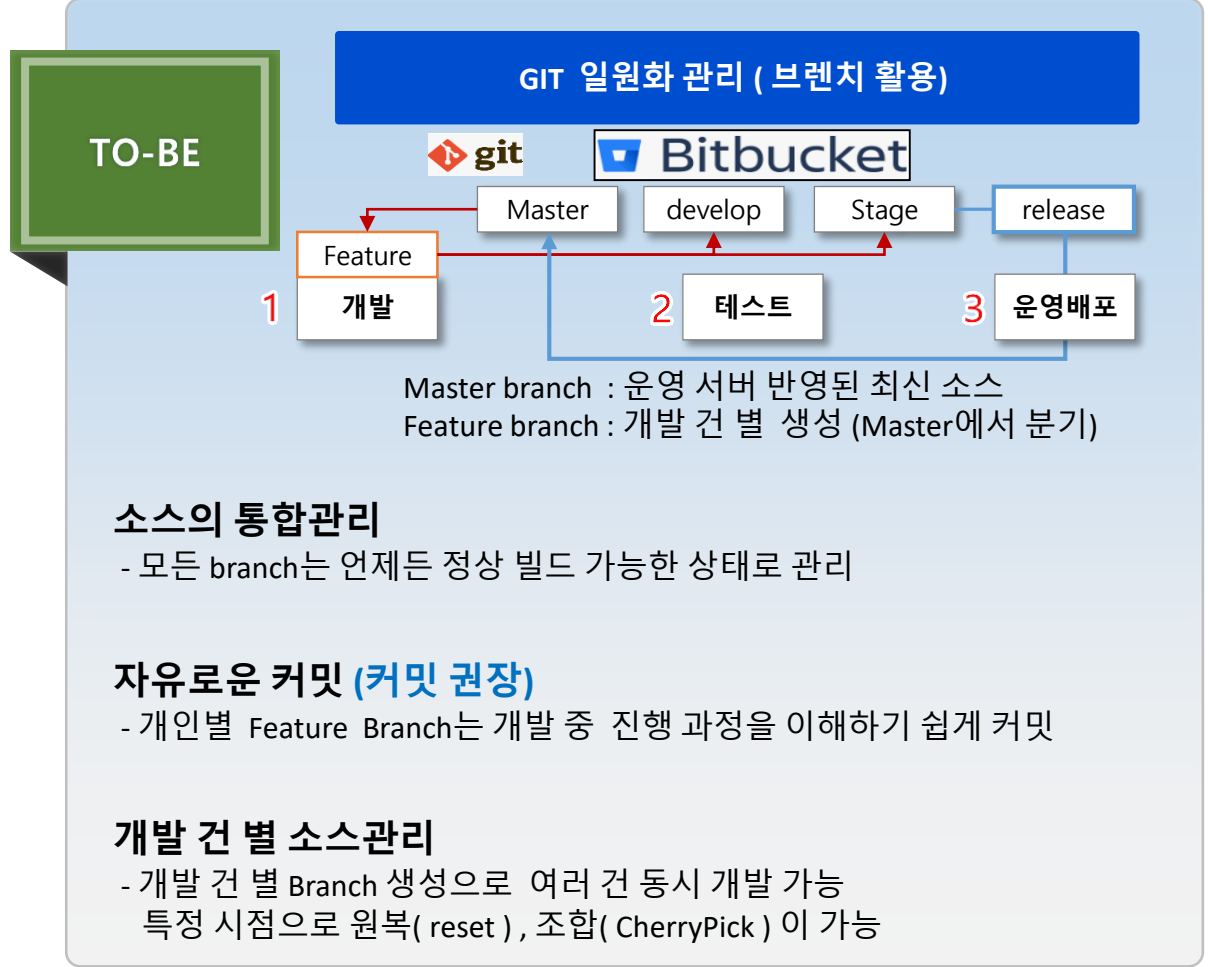 GIT 일원화 관리 ( 브렌치 활용)
TO-BE
git
Bitbucket
Master
develop
Stage
release
Feature
1
개발
2
테스트
3
운영배포
Master branch : 운영 서버 반영된 최신 소스
Feature branch : 개발 건 별 생성 (Master에서 분기)
소스의 통합관리
- 모든 branch는 언제든 정상 빌드 가능한 상태로 관리
자유로운 커밋 (커밋 권장)
- 개인별 Feature Branch는 개발 중 진행 과정을 이해하기 쉽게 커밋
개발 건 별 소스관리
- 개발 건 별 Branch 생성으로 여러 건 동시 개발 가능
특정 시점으로 원복( reset ) , 조합( CherryPick ) 이 가능